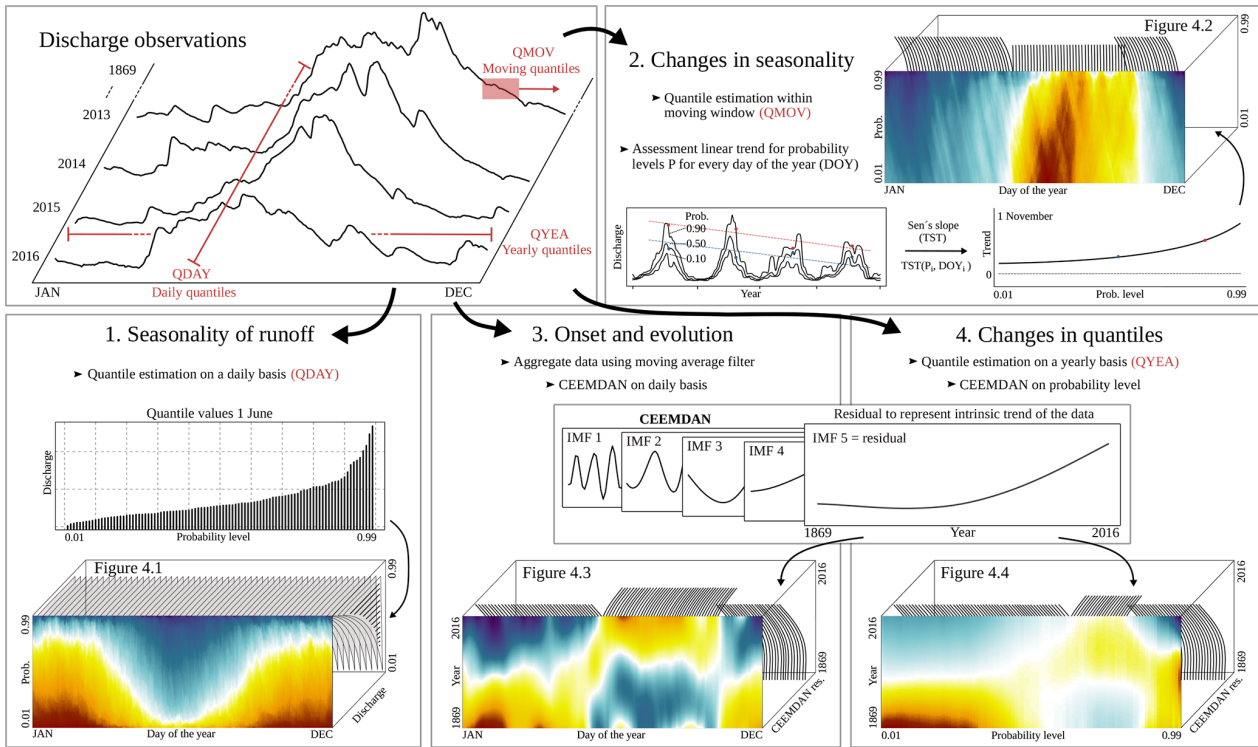 Discharge observations
1869
2013
2014
2015
2016
JAN
DEC
QMOV
Moving quantiles
QYEA
Yearly quantiles
QDAY
Daily quantiles
2. Changes in seasonality
➤ Quantile estimation within
moving window (QMOV)
➤ Assessment linear trend for probability
levels P for every day of the year (DOY)
Figure 4.2
0.99
0.01
0.99
Prob.
0.01
JAN
Day of the year
DEC
Discharge
Prob.
0.90
0.50
0.10
Year
Sen´s slope
(TST)
TST(Pi, DOYi )
1 November
Trend
0
0.01
Prob. level
0.99
1. Seasonality of runoff
➤ Quantile estimation on a daily basis (QDAY)
Quantile values 1 June
Discharge
0.01
Probability level
0.99
Figure 4.1
0.99
0.01
Discharge
0.99
Prob.
0.01
JAN
Day of the year
DEC
3. Onset and evolution
➤ Aggregate data using moving average filter
➤ CEEMDAN on daily basis
4. Changes in quantiles
➤ Quantile estimation on a yearly basis (QYEA)
➤ CEEMDAN on probability level
CEEMDAN
Residual to represent intrinsic trend of the data
IMF 1
IMF 2
IMF 3
IMF 4
IMF 5 = residual
1869
Year
2016
Figure 4.3
2016
1869
CEEMDAN res.
2016
Year
1869
JAN
Day of the year
DEC
Figure 4.4
2016
1869
CEEMDAN res.
2016
Year
1869
0.01
Probability level
0.99